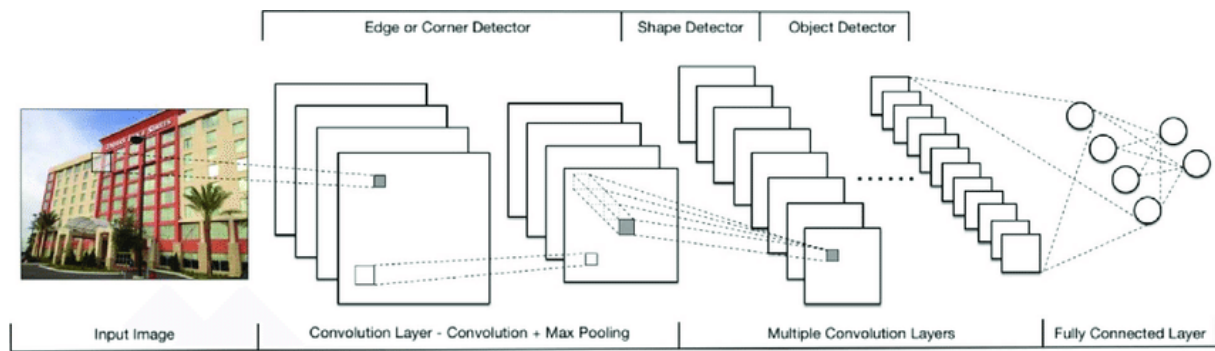 Edge or Corner Detector
Shape Detector
Object Detector
Input Image
Convolution Layer - Convolution + Max Pooling
Multiple Convolution Layers
Fully Connected Layer